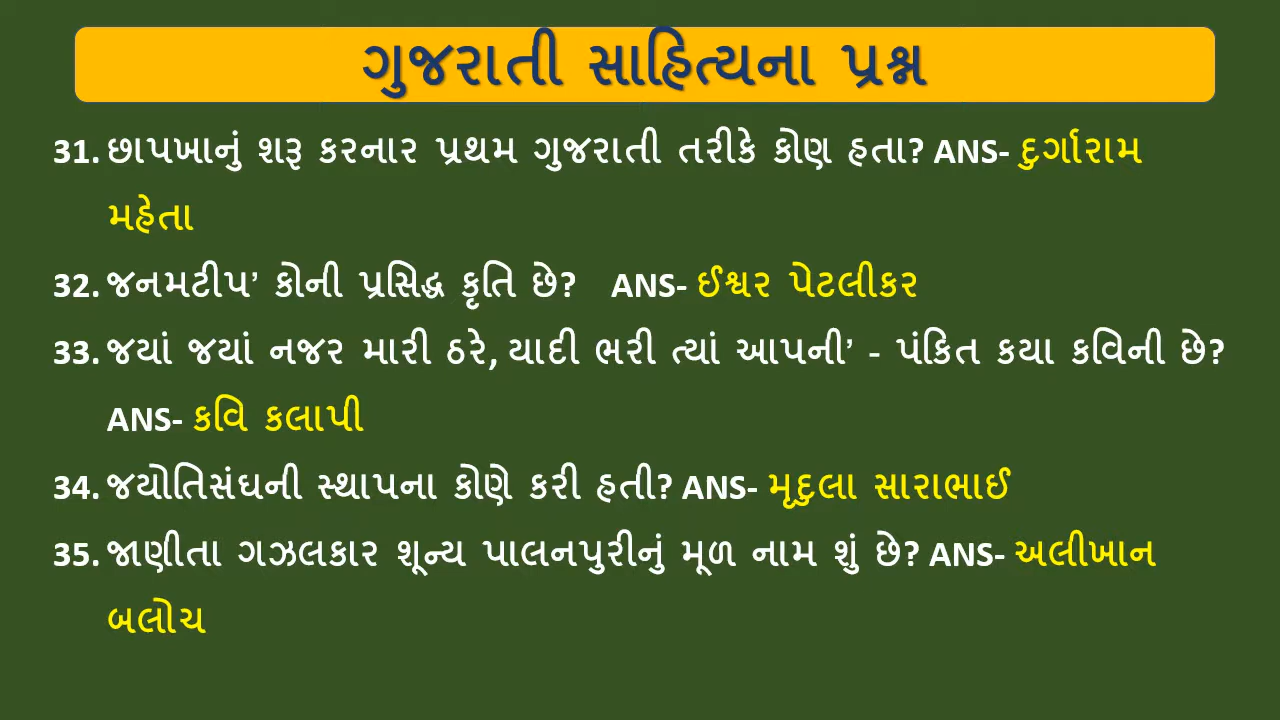 ગુજરાતી સાહિત્યના પ્રશ્ન
31. છાપખાનું શરૂ કરનાર પ્રથમ ગુજરાતી તરીકે કોણ હતા? ANS- દુર્ગારામ
મહેતા
32. જનમટીપ’ કોની પ્રસિદ્ધ કૃતિ છે? ANS- ઈશ્વર પેટલીકર
33. જયાં જયાં નજર મારી ઠરે, યાદી ભરી ત્યાં આપની’ - પંકિત કયા કવિની છે?
ANS- કવિ કલાપી
34. જયોતિસંઘની સ્થાપના કોણે કરી હતી? ANS- મૃદુલા સારાભાઈ
35. જાણીતા ગઝલકાર શૂન્ય પાલનપુરીનું મૂળ નામ શું છે? ANS- અલીખાન
બલોચ